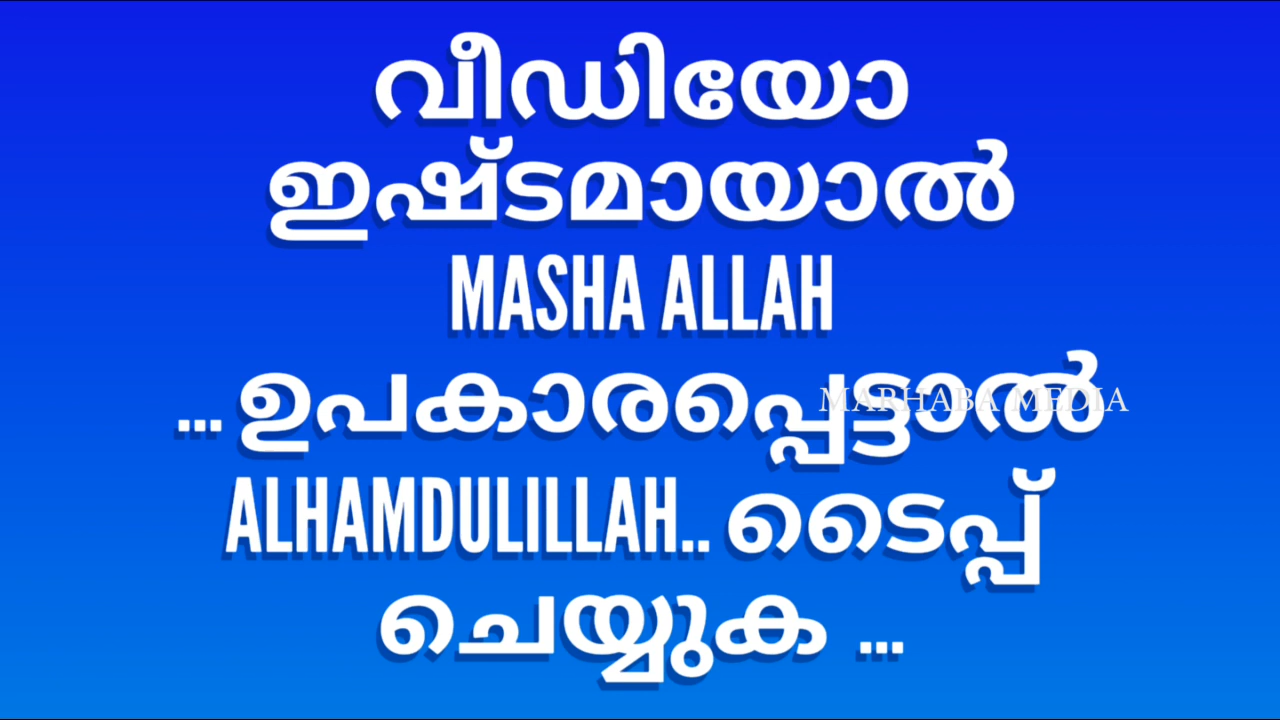 വീഡിയോ
ഇഷ്ടമായാൽ
MASHA ALLAH
... ഉപകാരപ്പെട്ടാൽ
MARHABA MEDIA
ALHAMDULILLAH.. ടൈപ്പ്
ചെയ്യുക ...